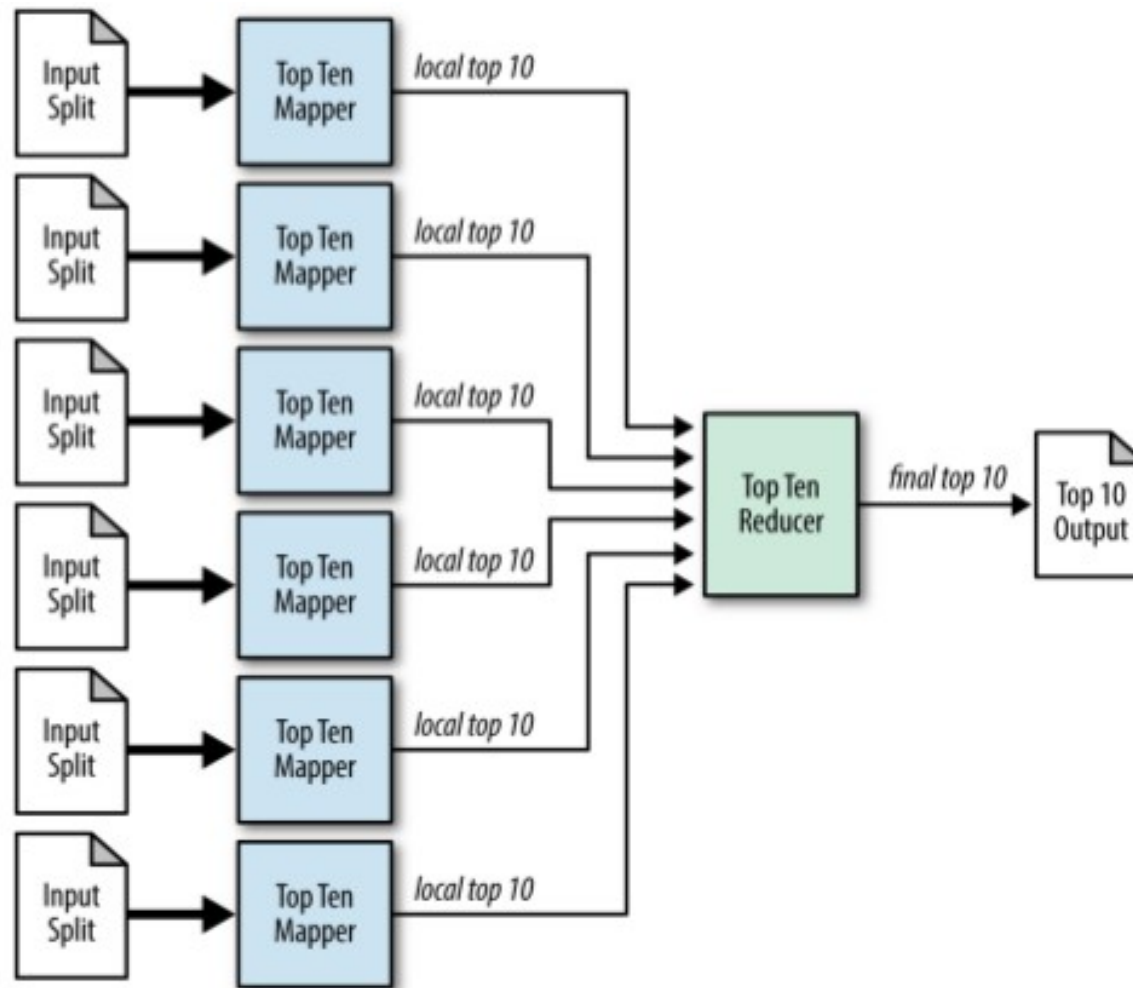 Input
Split
Top Ten
Mapper
local top 10
Input
Split
Top Ten
Mapper
local top 10
Input
Split
Top Ten
Mapper
local top 10
Input
Split
Top Ten
Mapper
local top 10
Input
Split
Top Ten
Mapper
local top 10
Input
Split
Top Ten
Mapper
local top 10
Top Ten
Reducer
final top 10
Top 10
Output